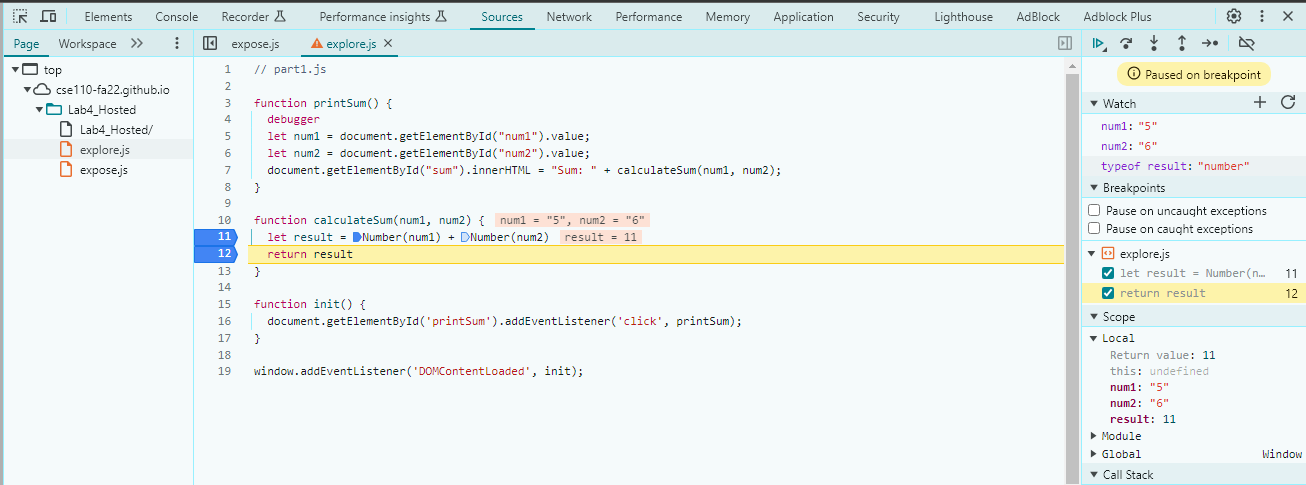 Elements Console Recorder Performance insights Sources Network Performance Memory Application Security Lighthouse AdBlock Adblock Plus
Page Workspace
expose.js explore.js
top
cse110-fa22.github.io
Lab4_Hosted
Lab4_Hosted/
explore.js
expose.js
1 // part1.js
2
3 function printSum() {
4 debugger
5 let num1 = document.getElementById("num1").value;
6 let num2 = document.getElementById("num2").value;
7 document.getElementById("sum").innerHTML = "Sum: " + calculateSum(num1, num2);
8 }
9
10 function calculateSum(num1, num2) { num1 = "5", num2 = "6"
11 let result = Number(num1) + Number(num2) result = 11
12 return result
13 }
14
15 function init() {
16 document.getElementById('printSum').addEventListener('click', printSum);
17 }
18
19 window.addEventListener('DOMContentLoaded', init);
Paused on breakpoint
Watch
num1: "5"
num2: "6"
typeof result: "number"
Breakpoints
Pause on uncaught exceptions
Pause on caught exceptions
explore.js
let result = Number(n… 11
return result 12
Scope
Local
Return value: 11
this: undefined
num1: "5"
num2: "6"
result: 11
Module
Global Window
Call Stack